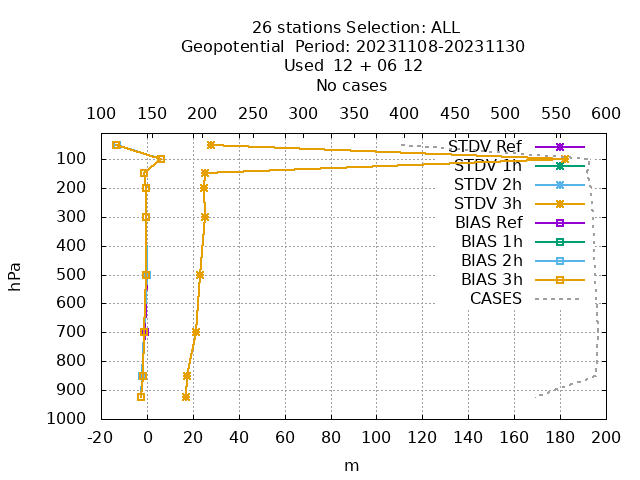 26 stations Selection: ALL
Geopotential  Period: 20231108-20231130
Used  12 + 06 12
No cases
100 150 200 250 300 350 400 450 500 550 600
STDV Ref
100
STDV 1h
200
STDV 2h
STDV 3h
300
BIAS Ref
400
BIAS 1h
BIAS 2h
500
BIAS 3h
600
CASES
700
800
900
1000
-20 0 20 40 60 80 100 120 140 160 180 200
hPa
m